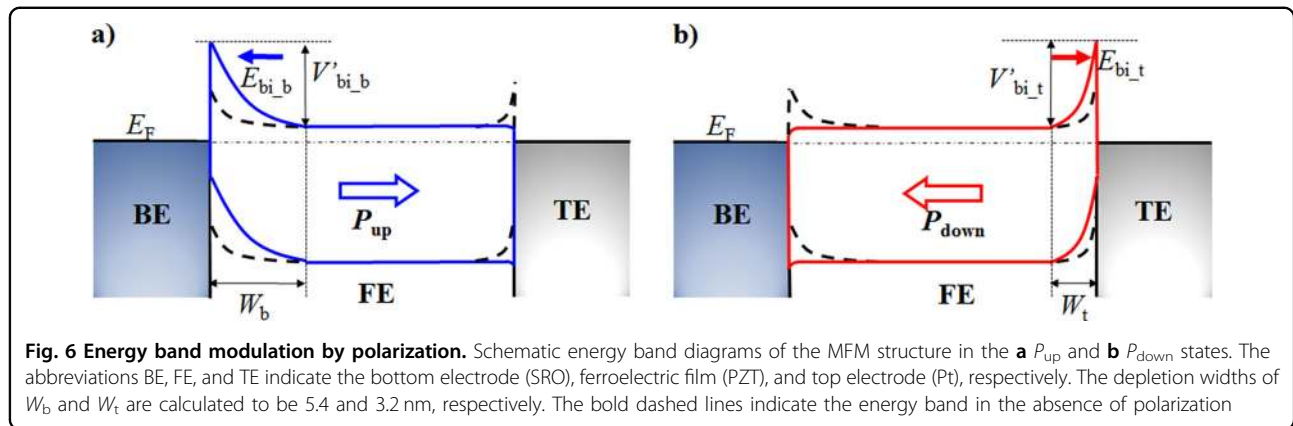 a)
E_bi_b
V'_bi_b
E_F
BE
P_up
TE
W_b
FE
b)
V'_bi_t
E_bi_t
E_F
BE
P_down
TE
FE
W_t
Fig. 6 Energy band modulation by polarization. Schematic energy band diagrams of the MFM structure in the a P_up and b P_down states. The
abbreviations BE, FE, and TE indicate the bottom electrode (SRO), ferroelectric film (PZT), and top electrode (Pt), respectively. The depletion widths of
W_b and W_t are calculated to be 5.4 and 3.2 nm, respectively. The bold dashed lines indicate the energy band in the absence of polarization